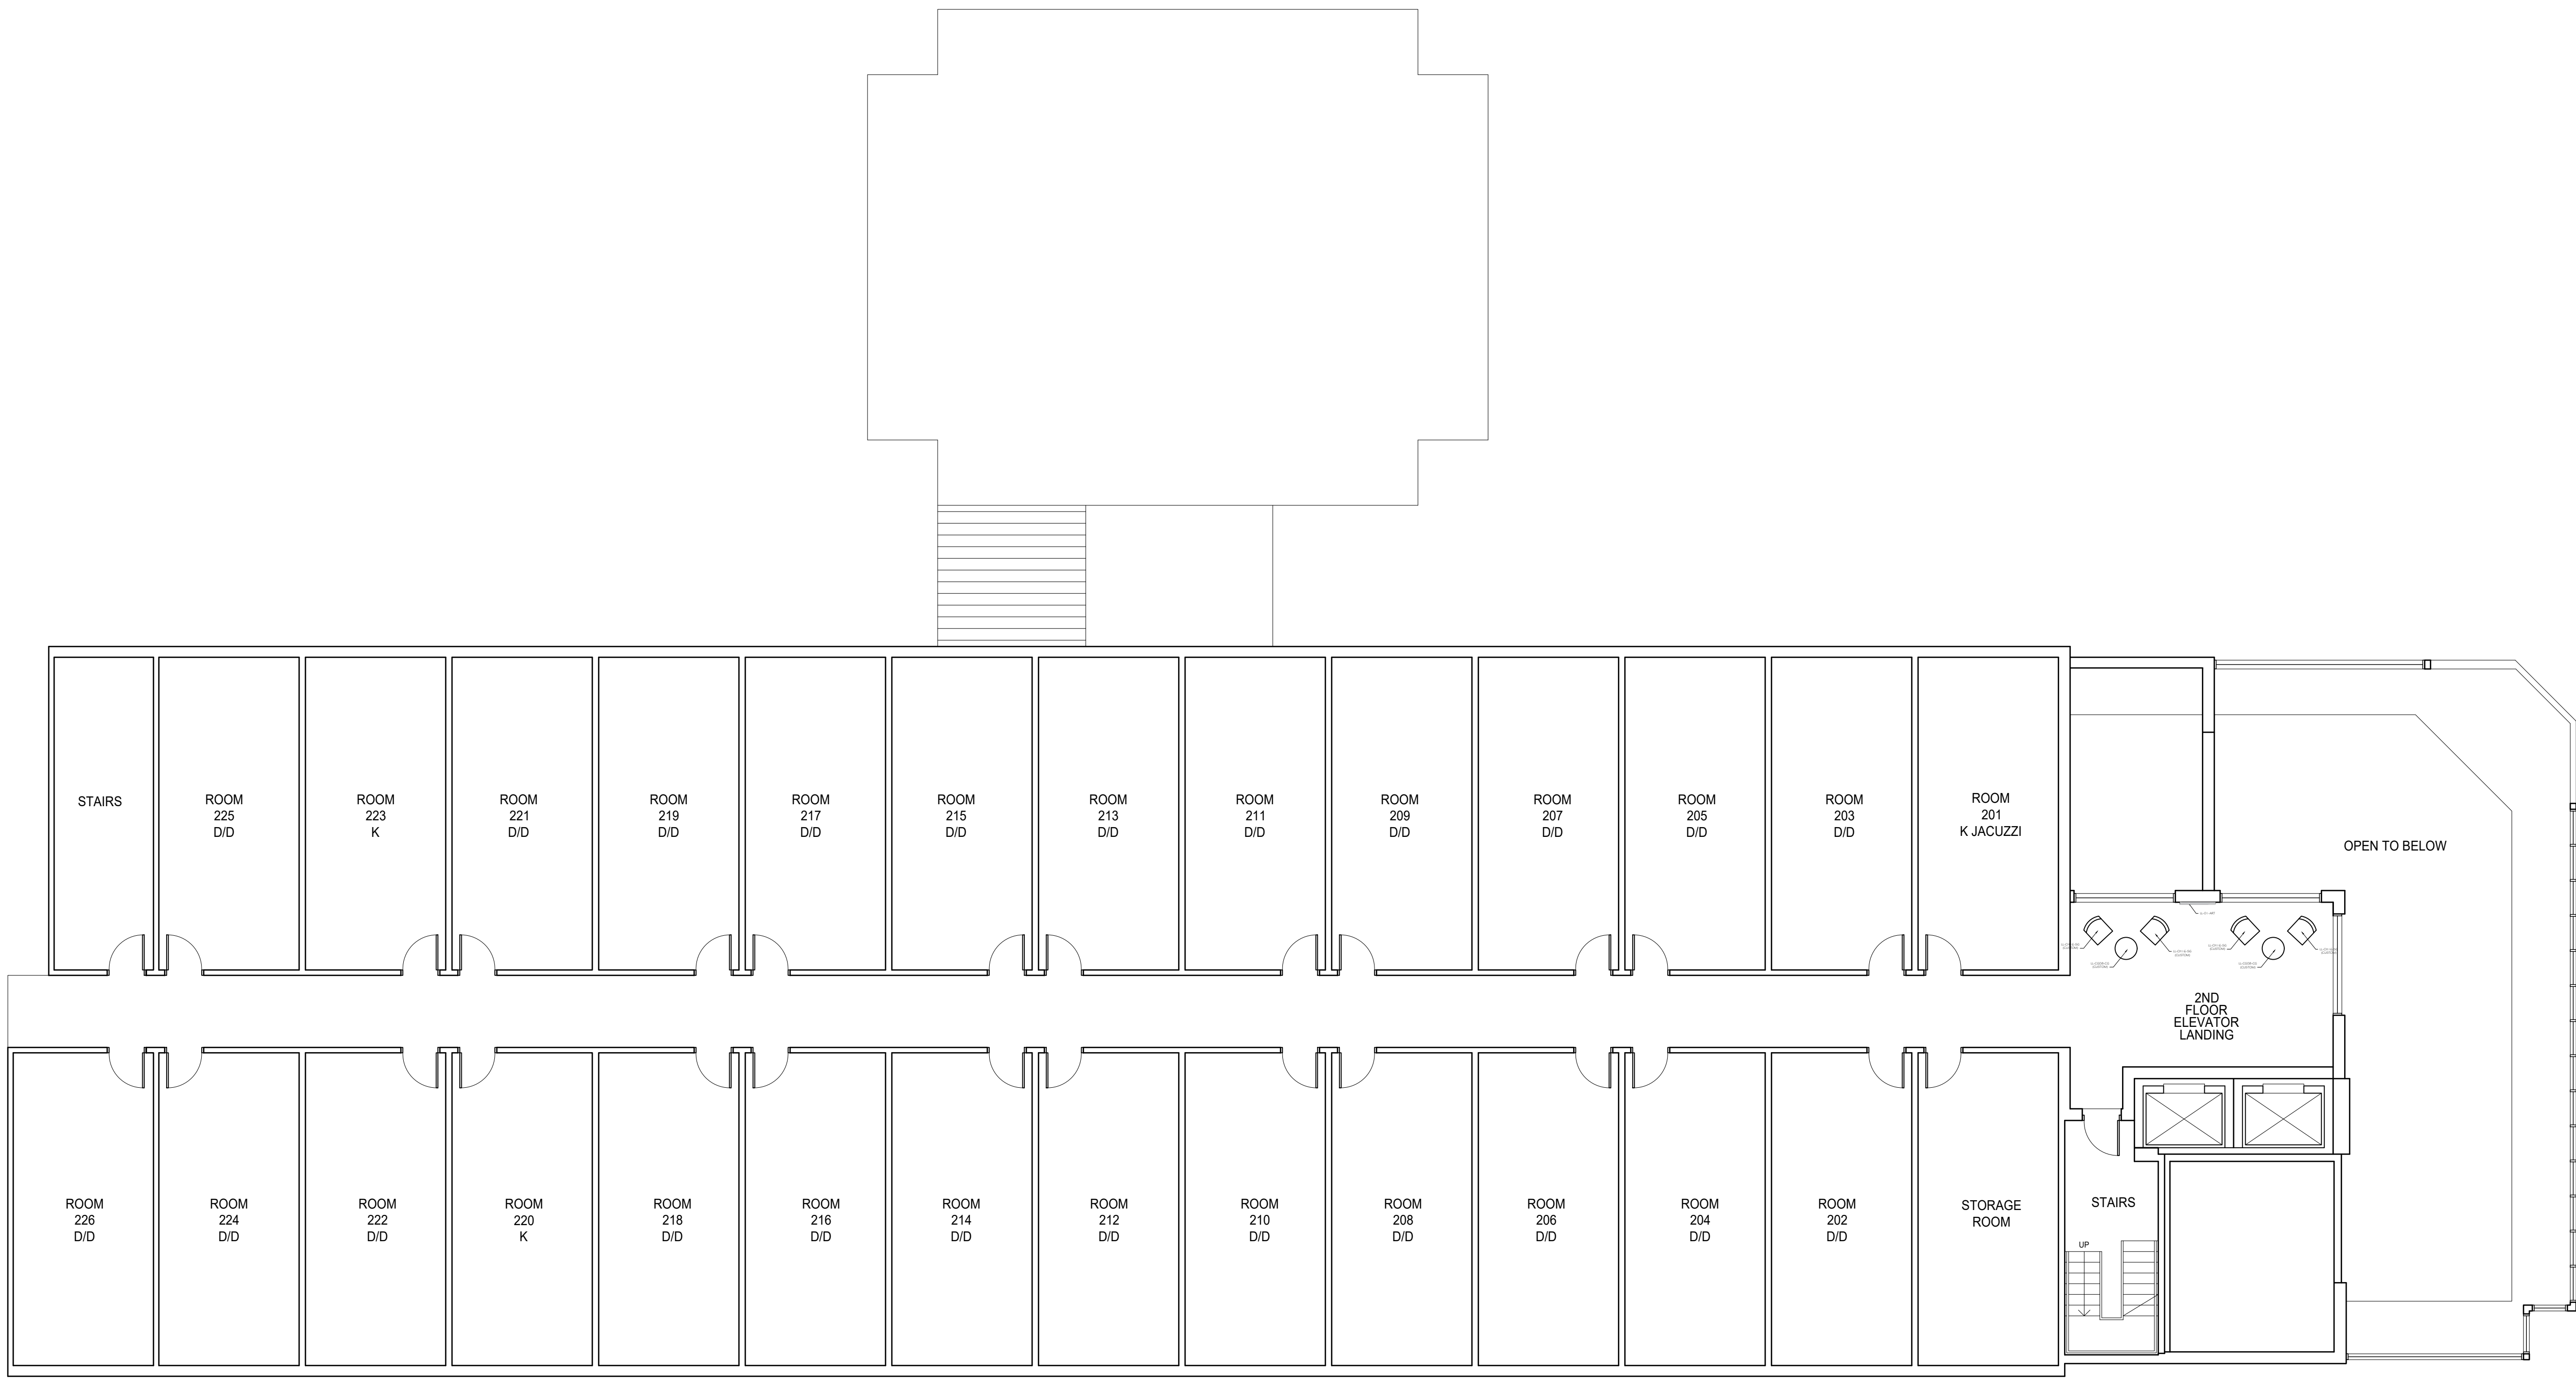 STAIRS
ROOM
225
D/D
ROOM
223
K
ROOM
221
D/D
ROOM
219
D/D
ROOM
217
D/D
ROOM
215
D/D
ROOM
213
D/D
ROOM
211
D/D
ROOM
209
D/D
ROOM
207
D/D
ROOM
205
D/D
ROOM
203
D/D
ROOM
201
K JACUZZI
OPEN TO BELOW
2ND
FLOOR
ELEVATOR
LANDING
ROOM
226
D/D
ROOM
224
D/D
ROOM
222
D/D
ROOM
220
K
ROOM
218
D/D
ROOM
216
D/D
ROOM
214
D/D
ROOM
212
D/D
ROOM
210
D/D
ROOM
208
D/D
ROOM
206
D/D
ROOM
204
D/D
ROOM
202
D/D
STORAGE
ROOM
STAIRS
UP